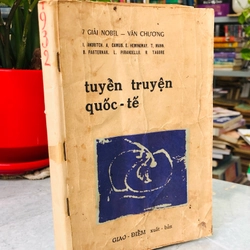 7 GIẢI NOBEL — VĂN CHƯƠNG
I. ANDRITCH, A. CAMUS, E. HEMINGWAY, T. MANN,
B. PASTERNAK, L. PIRANDELLO, R. TAGORE
tuyển truyện
quốc-tế
GIAO-ĐIỂM xuất-bản
1932